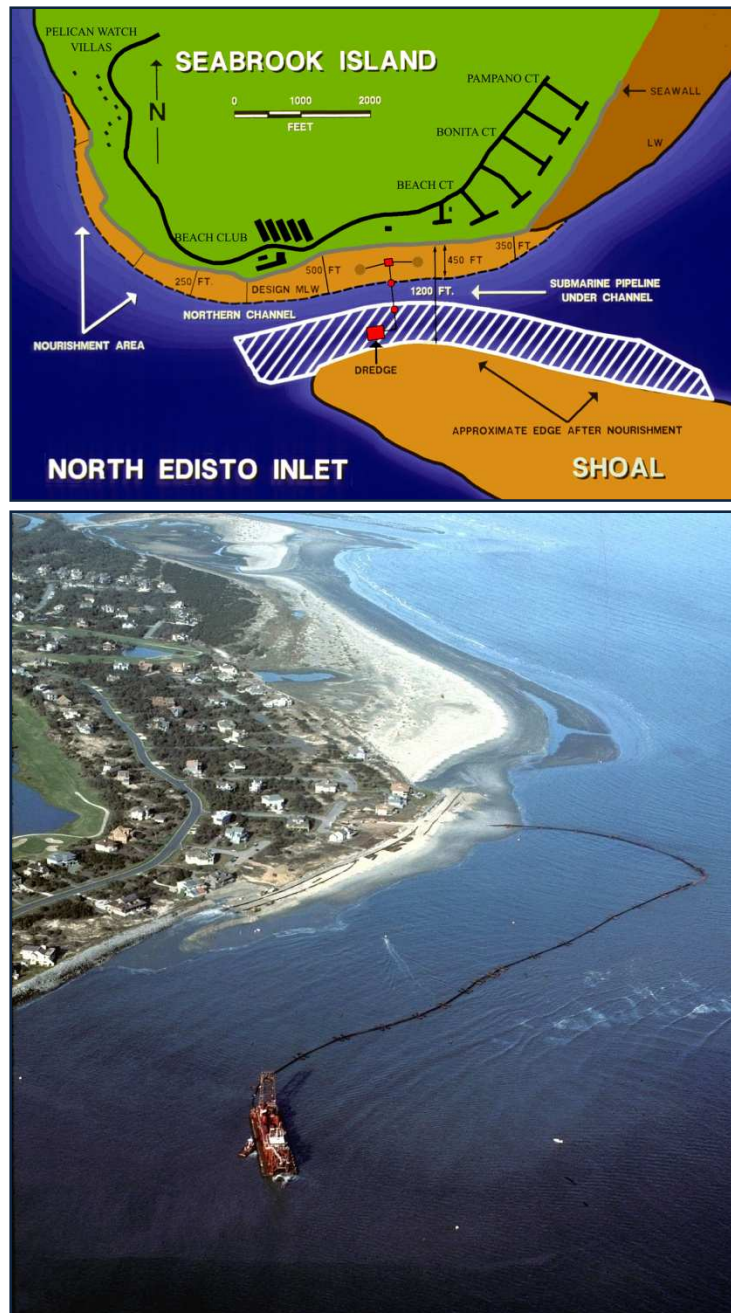 PELICAN WATCH
VILLAS
SEABROOK ISLAND
N
0 1000 2000
FEET
PAMPANO CT
BONITA CT
BEACH CT
SEAWALL
LW
BEACH CLUB
250 FT.
DESIGN MLW
500 FT
450 FT
350 FT
1200 FT.
NORTHERN CHANNEL
SUBMARINE PIPELINE
UNDER CHANNEL
NOURISHMENT AREA
DREDGE
APPROXIMATE EDGE AFTER NOURISHMENT
NORTH EDISTO INLET
SHOAL